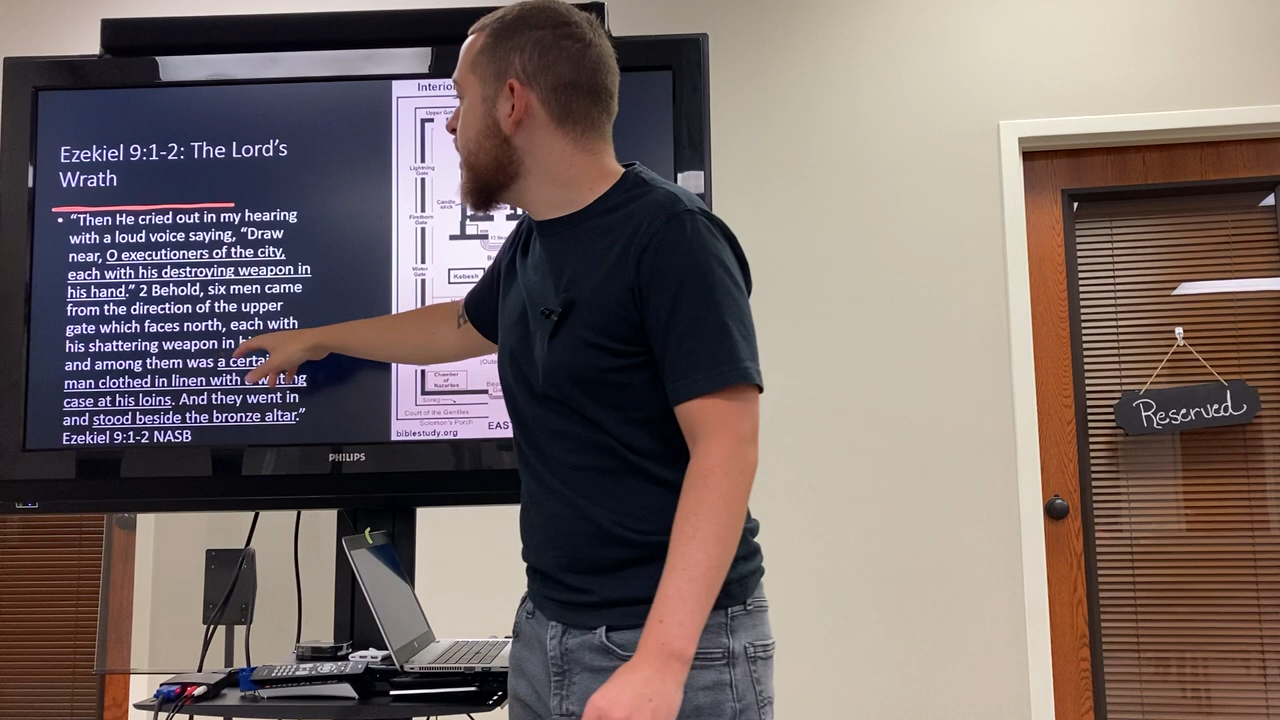 Ezekiel 9:1-2: The Lord's
Wrath
• "Then He cried out in my hearing
with a loud voice saying, "Draw
near, O executioners of the city,
each with his destroying weapon in
his hand." 2 Behold, six men came
from the direction of the upper
gate which faces north, each with
his shattering weapon in
and among them was a
man clothed in linen with a
case at his loins. And they went in
and stood beside the bronze altar."
Ezekiel 9:1-2 NASB
Upper
Lightning
Gate
Candle
stick
Firstborn
Gate
Water
Gate
Kebash
Chamber
of
Nazarites
Soreg
Court of the Gentiles
Solomon's Porch
biblestudy.org
PHILIPS
Reserved